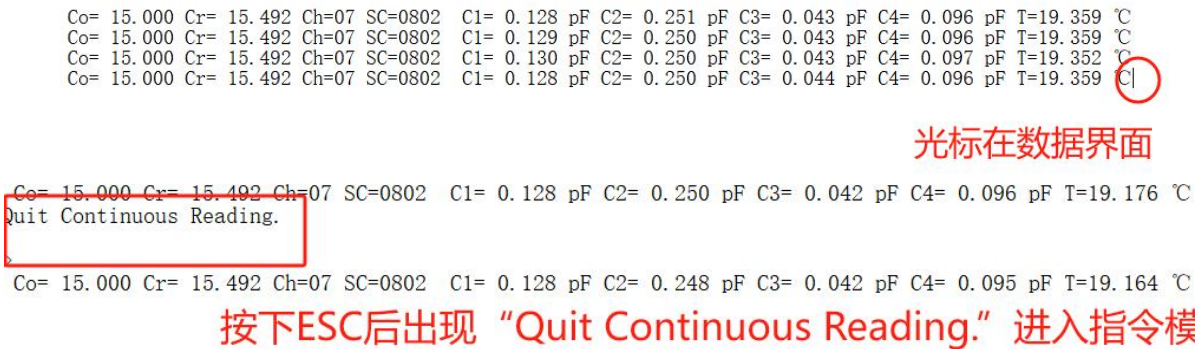 Co= 15.000 Cr= 15.492 Ch=07 SC=0802  C1= 0.128 pF C2= 0.251 pF C3= 0.043 pF C4= 0.096 pF T=19.359 ℃
Co= 15.000 Cr= 15.492 Ch=07 SC=0802  C1= 0.129 pF C2= 0.250 pF C3= 0.043 pF C4= 0.096 pF T=19.359 ℃
Co= 15.000 Cr= 15.492 Ch=07 SC=0802  C1= 0.130 pF C2= 0.250 pF C3= 0.043 pF C4= 0.097 pF T=19.352 ℃
Co= 15.000 Cr= 15.492 Ch=07 SC=0802  C1= 0.128 pF C2= 0.250 pF C3= 0.044 pF C4= 0.096 pF T=19.359 ℃
光标在数据界面
Co= 15.000 Cr= 15.492 Ch=07 SC=0802  C1= 0.128 pF C2= 0.250 pF C3= 0.042 pF C4= 0.096 pF T=19.176 ℃
Quit Continuous Reading.
>
Co= 15.000 Cr= 15.492 Ch=07 SC=0802  C1= 0.128 pF C2= 0.248 pF C3= 0.042 pF C4= 0.095 pF T=19.164 ℃
按下ESC后出现“Quit Continuous Reading.”进入指令模